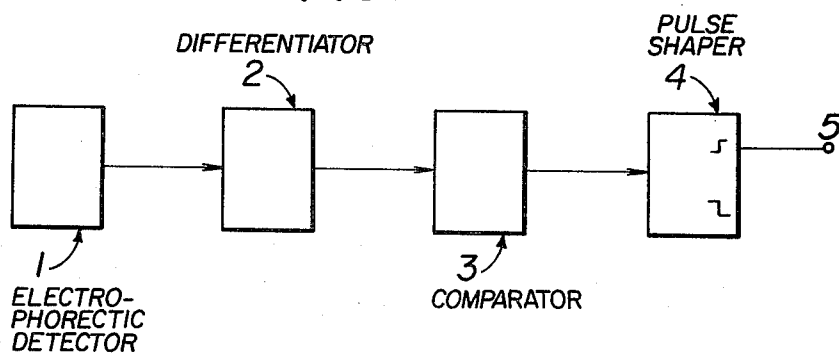 DIFFERENTIATOR
2
PULSE
SHAPER
4
5
1
ELECTRO-
PHORECTIC
DETECTOR
3
COMPARATOR